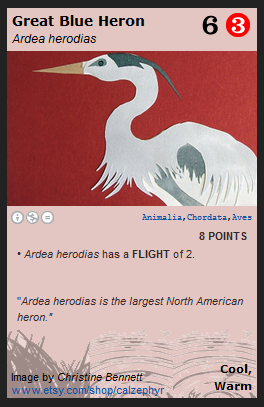 Great Blue Heron 6 3
Ardea herodias
Animalia,Chordata,Aves
8 POINTS
• Ardea herodias has a FLIGHT of 2.
"Ardea herodias is the largest North American
heron."
Cool,
Warm
Image by Christine Bennett
www.etsy.com/shop/calzephyr